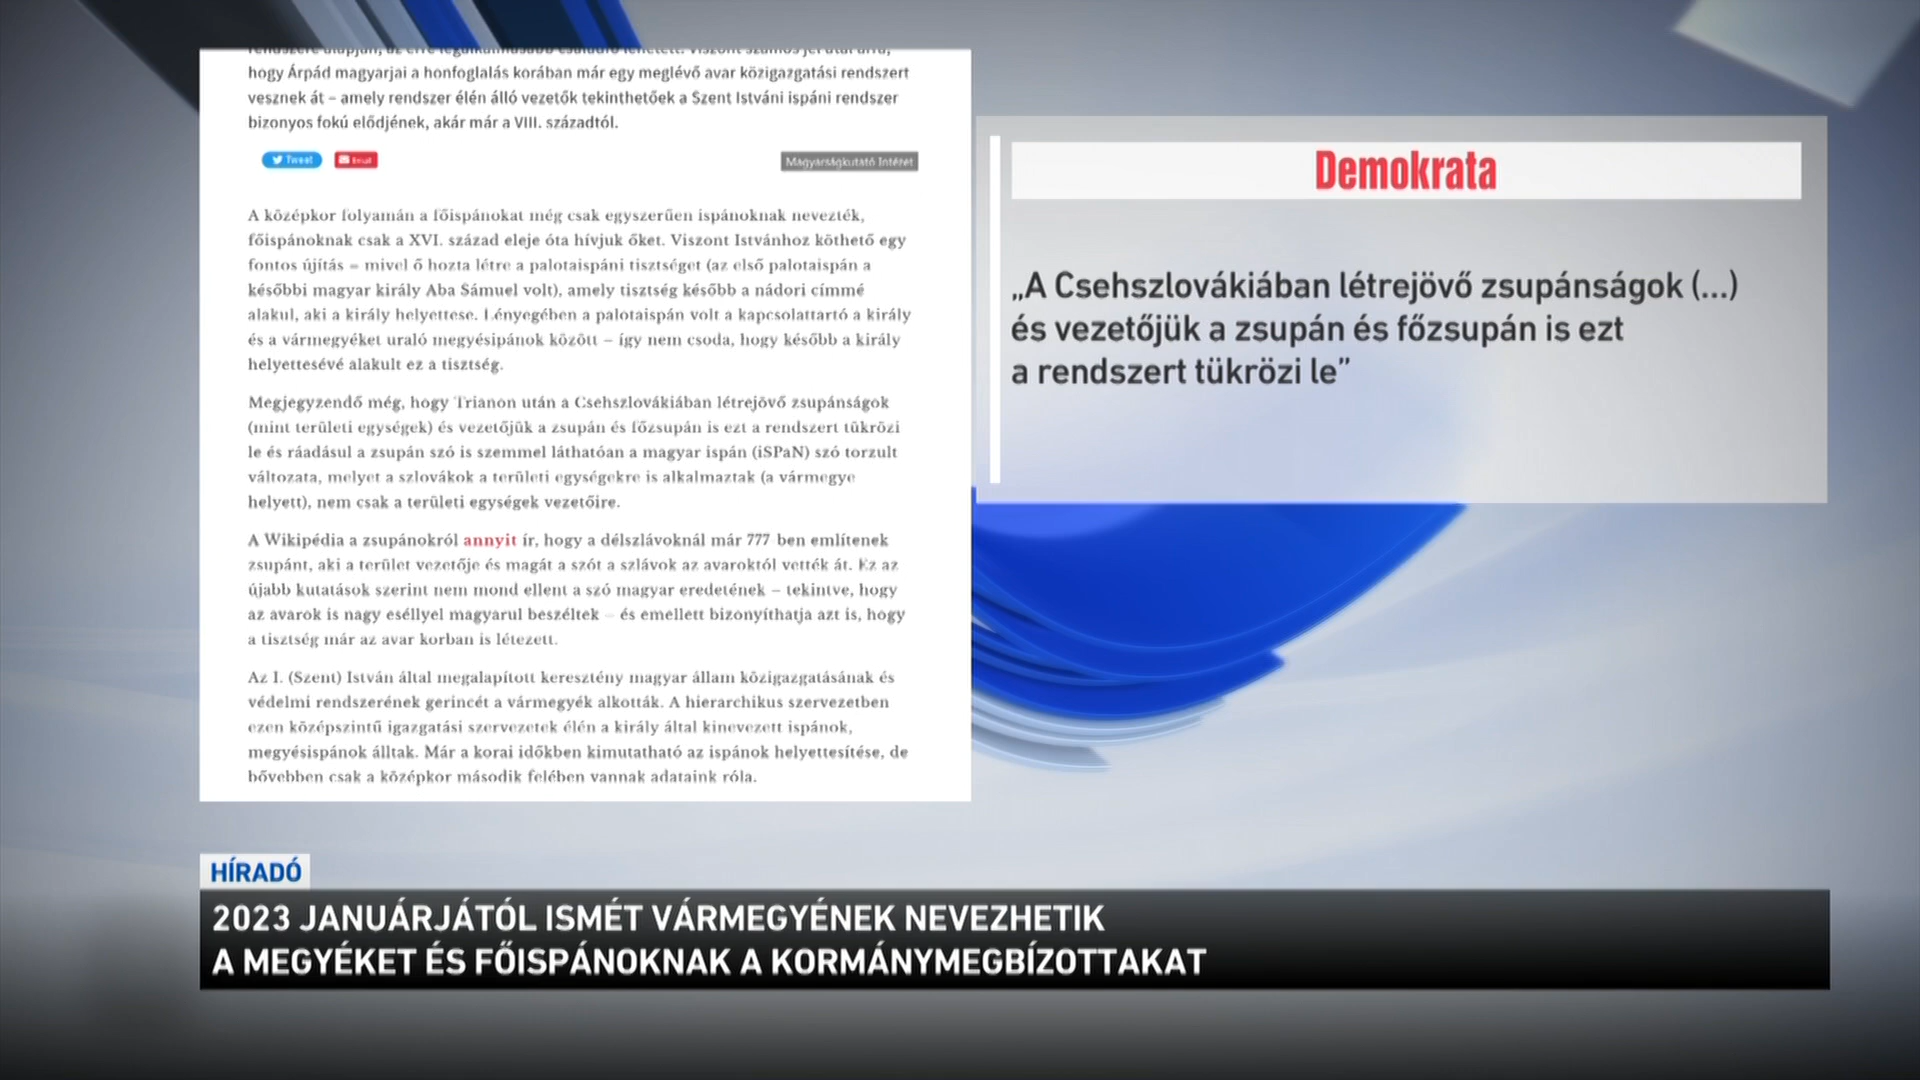 hogy Árpád magyarjai a honfoglalás korában már egy meglévő avar közigazgatási rendszert
vesznek át – amely rendszer élén álló vezetők tekinthetőek a Szent Istváni ispáni rendszer
bizonyos fokú elődjének, akár már a VIII. századtól.
Tweet
Email
Magyarságkutató Intézet
A középkor folyamán a főispánokat még csak egyszerűen ispánoknak nevezték,
főispánoknak csak a XVI. század eleje óta hívjuk őket. Viszont Istvánhoz köthető egy
fontos újítás – mivel ő hozta létre a palotaispáni tisztséget (az első palotaispán a
későbbi magyar király Aba Sámuel volt), amely tisztség később a nádori címmé
alakul, aki a király helyettese. Lényegében a palotaispán volt a kapcsolattartó a király
és a vármegyéket uraló megyésipánok között – így nem csoda, hogy később a király
helyettesévé alakult ez a tisztség.
Megjegyzendő még, hogy Trianon után a Csehszlovákiában létrejövő zsupánságok
(mint területi egységek) és vezetőjük a zsupán és főzsupán is ezt a rendszert tükrözi
le és ráadásul a zsupán szó is szemmel láthatóan a magyar ispán (iSPaN) szó torzult
változata, melyet a szlovákok a területi egységekre is alkalmaztak (a vármegye
helyett), nem csak a területi egységek vezetőire.
A Wikipédia a zsupánokról annyit ír, hogy a délszlávoknál már 777 ben említenek
zsupánt, aki a terület vezetője és magát a szót a szlávok az avaroktól vették át. Ez az
újabb kutatások szerint nem mond ellent a szó magyar eredetének – tekintve, hogy
az avarok is nagy eséllyel magyarul beszéltek – és emellett bizonyíthatja azt is, hogy
a tisztség már az avar korban is létezett.
Az I. (Szent) István által megalapított keresztény magyar állam közigazgatásának és
védelmi rendszerének gerincét a vármegyék alkották. A hierarchikus szervezetben
ezen középszintű igazgatási szervezetek élén a király által kinevezett ispánok,
megyésispánok álltak. Már a korai időkben kimutatható az ispánok helyettesítése, de
bővebben csak a középkor második felében vannak adataink róla.
Demokrata
„A Csehszlovákiában létrejövő zsupánságok (...)
és vezetőjük a zsupán és főzsupán is ezt
a rendszert tükrözi le”
HÍRADÓ
2023 JANUÁRJÁTÓL ISMÉT VÁRMEGYÉNEK NEVEZHETIK
A MEGYÉKET ÉS FŐISPÁNOKNAK A KORMÁNYMEGBÍZOTTAKAT